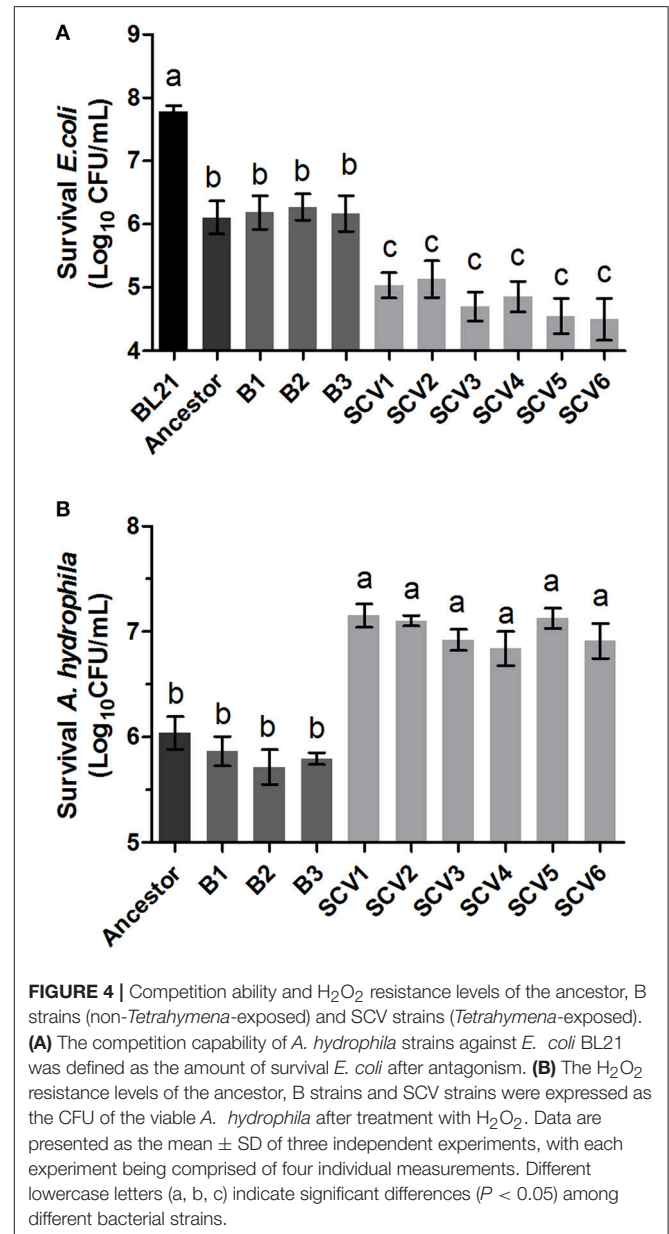 A
Survival E.coli
(Log10 CFU/mL)
9
8
7
6
5
4
a
b
b
b
b
c
c
c
c
c
c
BL21
Ancestor
B1
B2
B3
SCV1
SCV2
SCV3
SCV4
SCV5
SCV6
B
Survival A. hydrophila
(Log10CFU/mL)
8
7
6
5
b
b
b
b
a
a
a
a
a
a
Ancestor
B1
B2
B3
SCV1
SCV2
SCV3
SCV4
SCV5
SCV6
FIGURE 4 | Competition ability and H2O2 resistance levels of the ancestor, B
strains (non-Tetrahymena-exposed) and SCV strains (Tetrahymena-exposed).
(A) The competition capability of A. hydrophila strains against E. coli BL21
was defined as the amount of survival E. coli after antagonism. (B) The H2O2
resistance levels of the ancestor, B strains and SCV strains were expressed as
the CFU of the viable A. hydrophila after treatment with H2O2. Data are
presented as the mean ± SD of three independent experiments, with each
experiment being comprised of four individual measurements. Different
lowercase letters (a, b, c) indicate significant differences (P < 0.05) among
different bacterial strains.